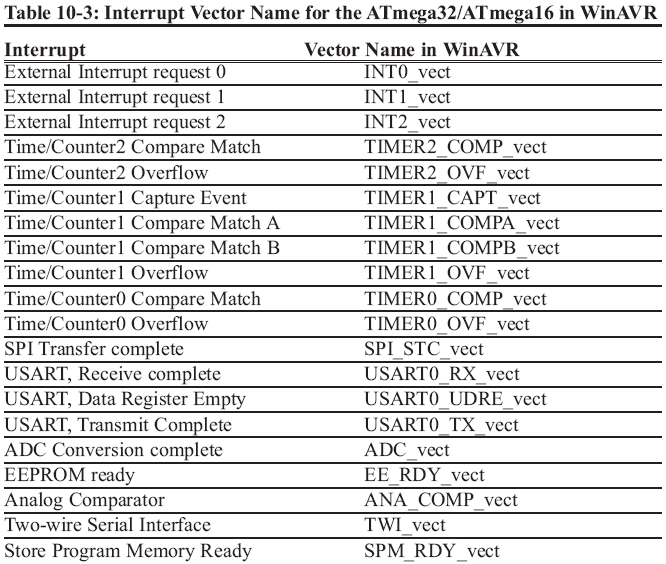 Table 10-3: Interrupt Vector Name for the ATmega32/ATmega16 in WinAVR
Interrupt Vector Name in WinAVR
External Interrupt request 0 INT0_vect
External Interrupt request 1 INT1_vect
External Interrupt request 2 INT2_vect
Time/Counter2 Compare Match TIMER2_COMP_vect
Time/Counter2 Overflow TIMER2_OVF_vect
Time/Counter1 Capture Event TIMER1_CAPT_vect
Time/Counter1 Compare Match A TIMER1_COMPA_vect
Time/Counter1 Compare Match B TIMER1_COMPB_vect
Time/Counter1 Overflow TIMER1_OVF_vect
Time/Counter0 Compare Match TIMER0_COMP_vect
Time/Counter0 Overflow TIMER0_OVF_vect
SPI Transfer complete SPI_STC_vect
USART, Receive complete USART0_RX_vect
USART, Data Register Empty USART0_UDRE_vect
USART, Transmit Complete USART0_TX_vect
ADC Conversion complete ADC_vect
EEPROM ready EE_RDY_vect
Analog Comparator ANA_COMP_vect
Two-wire Serial Interface TWI_vect
Store Program Memory Ready SPM_RDY_vect